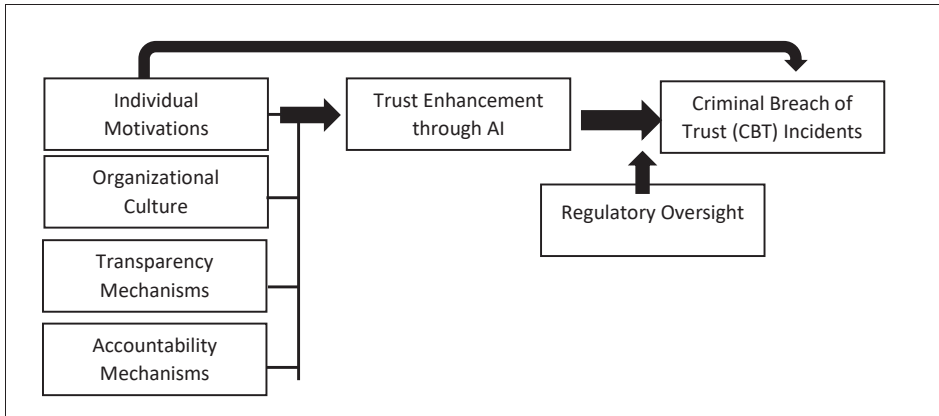 Individual
Motivations
Trust Enhancement
through AI
Criminal Breach of
Trust (CBT) Incidents
Organizational
Culture
Regulatory Oversight
Transparency
Mechanisms
Accountability
Mechanisms